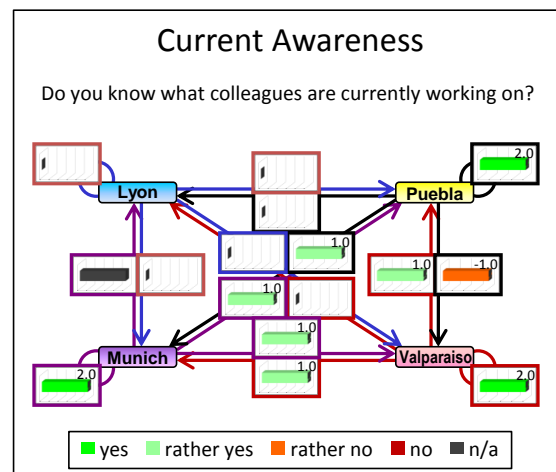 Current Awareness
Do you know what colleagues are currently working on?
2.0
Lyon
Puebla
1.0
1.0
-1.0
1.0
1.0
Munich
Valparaiso
2.0
1.0
2.0
yes
rather yes
rather no
no
n/a